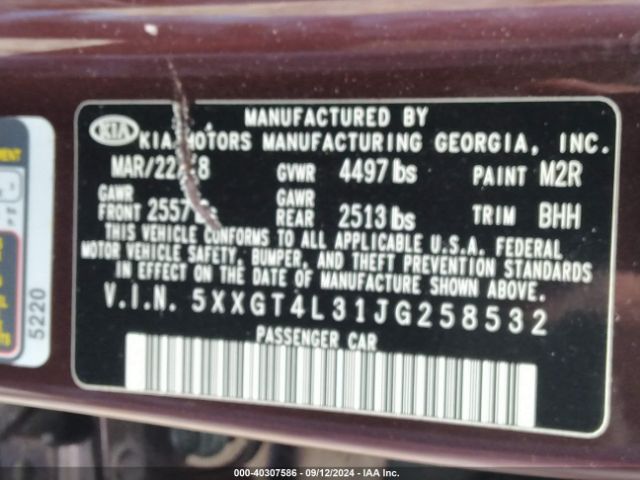 MANUFACTURED BY
KIA KIA MOTORS MANUFACTURING GEORGIA, INC.
GVWR 4497 lbs PAINT M2R
GAWR FRONT GAWR REAR 2513 lbs TRIM BHH
THIS VEHICLE CONFORMS TO ALL APPLICABLE U.S.A. FEDERAL
MOTOR VEHICLE SAFETY, BUMPER, AND THEFT PREVENTION STANDARDS
IN EFFECT ON THE DATE OF MANUFACTURE SHOWN ABOVE.
V.I.N. 5XXGT4L31JG258532
PASSENGER CAR
5220
000-40307586 - 09/12/2024 - IAA Inc.